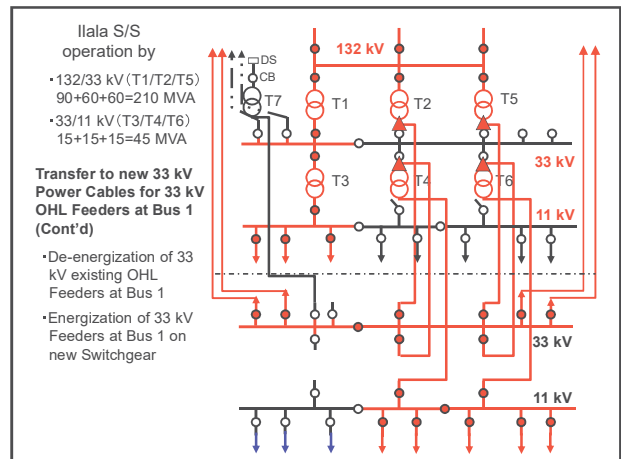 Ilala S/S
operation by
・132/33 kV(T1/T2/T5)
90+60+60=210 MVA
・33/11 kV(T3/T4/T6)
15+15+15=45 MVA
Transfer to new 33 kV
Power Cables for 33 kV
OHL Feeders at Bus 1
(Cont'd)
・De-energization of 33
kV existing OHL
Feeders at Bus 1
・Energization of 33 kV
Feeders at Bus 1 on
new Switchgear
132 kV
DS
CB
T7
T1
T2
T5
33 kV
T3
T4
T6
11 kV
33 kV
11 kV